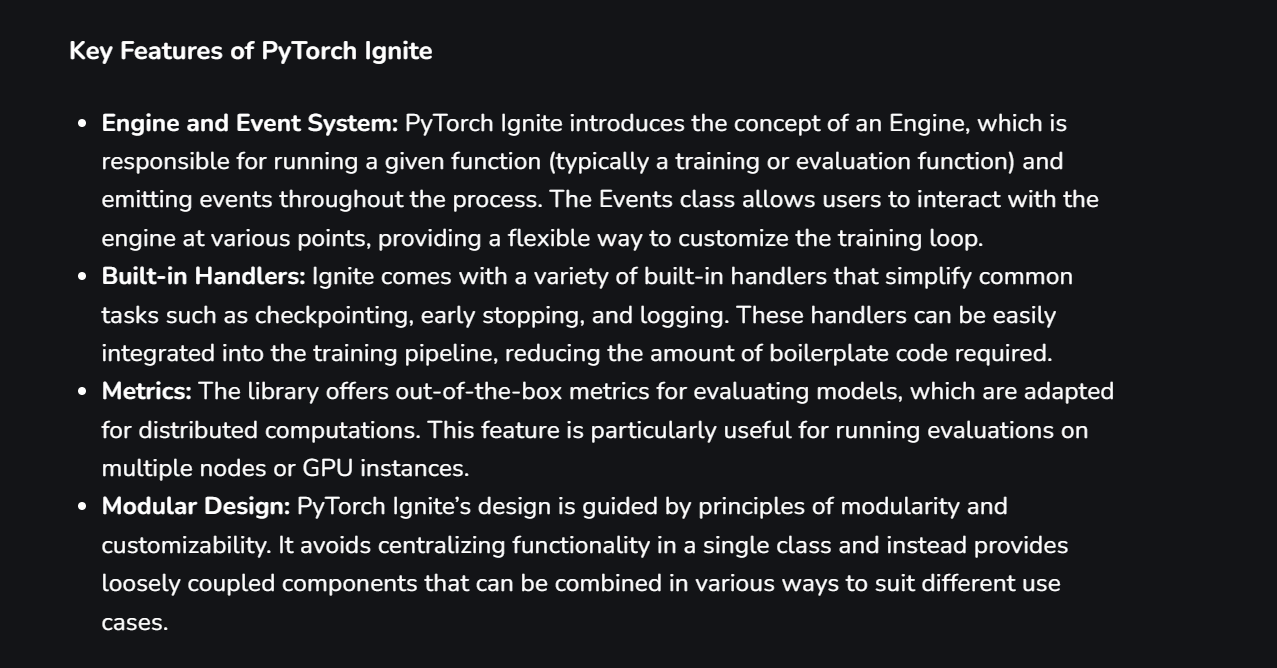 Key Features of PyTorch Ignite
• Engine and Event System: PyTorch Ignite introduces the concept of an Engine, which is
responsible for running a given function (typically a training or evaluation function) and
emitting events throughout the process. The Events class allows users to interact with the
engine at various points, providing a flexible way to customize the training loop.
• Built-in Handlers: Ignite comes with a variety of built-in handlers that simplify common
tasks such as checkpointing, early stopping, and logging. These handlers can be easily
integrated into the training pipeline, reducing the amount of boilerplate code required.
• Metrics: The library offers out-of-the-box metrics for evaluating models, which are adapted
for distributed computations. This feature is particularly useful for running evaluations on
multiple nodes or GPU instances.
• Modular Design: PyTorch Ignite’s design is guided by principles of modularity and
customizability. It avoids centralizing functionality in a single class and instead provides
loosely coupled components that can be combined in various ways to suit different use
cases.